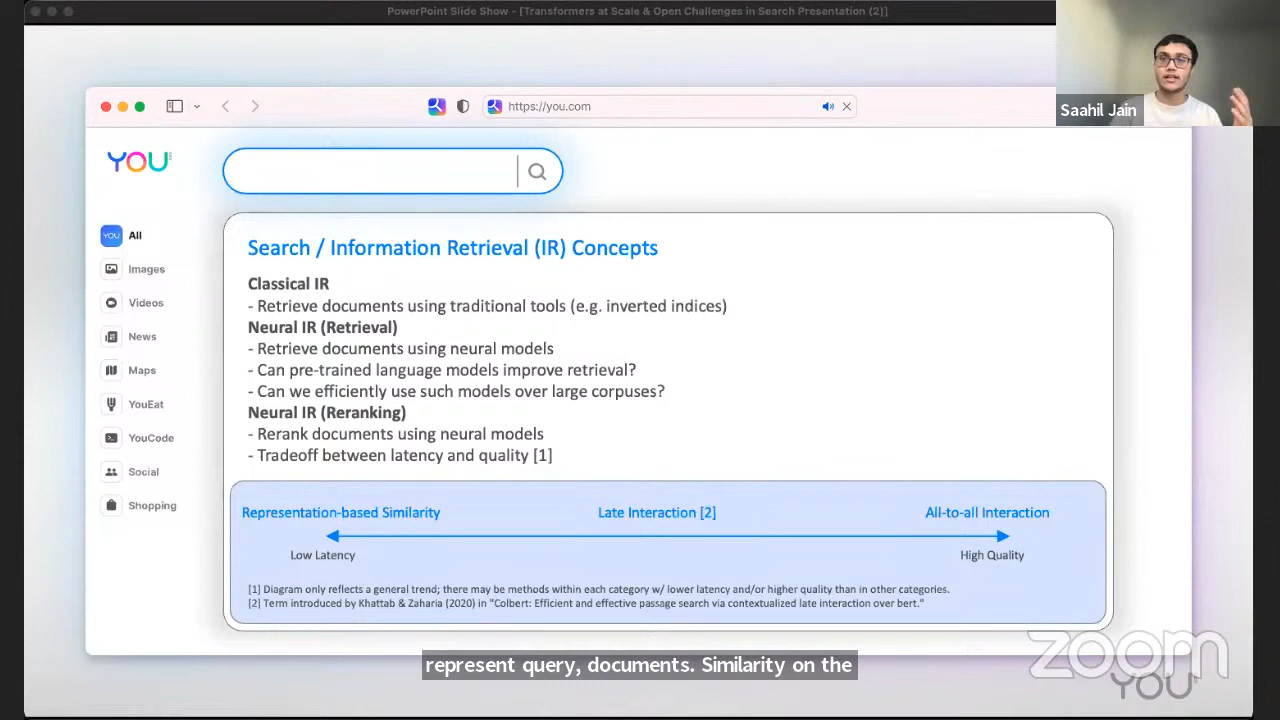 PowerPoint Slide Show - [Transformers at Scale & Open Challenges in Search Presentation (2)]
Saahil Jain
https://you.com
YOU
All
Images
Videos
News
Maps
YouEat
YouCode
Social
Shopping
Search / Information Retrieval (IR) Concepts
Classical IR
- Retrieve documents using traditional tools (e.g. inverted indices)
Neural IR (Retrieval)
- Retrieve documents using neural models
- Can pre-trained language models improve retrieval?
- Can we efficiently use such models over large corpuses?
Neural IR (Reranking)
- Rerank documents using neural models
- Tradeoff between latency and quality [1]
Representation-based Similarity Late Interaction [2] All-to-all Interaction
Low Latency High Quality
[1] Diagram only reflects a general trend; there may be methods within each category w/ lower latency and/or higher quality than in other categories.
[2] Term introduced by Khattab & Zaharia (2020) in "Colbert: Efficient and effective passage search via contextualized late interaction over bert."
represent query, documents. Similarity on the
zoom
YOU